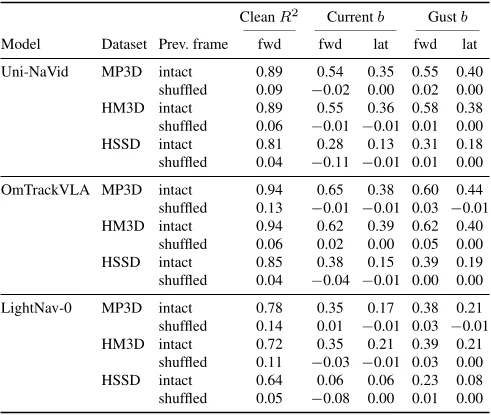 Clean R² Current b Gust b
Model Dataset Prev. frame fwd fwd lat fwd lat
Uni-NaVid MP3D intact 0.89 0.54 0.35 0.55 0.40
shuffled 0.09 −0.02 0.00 0.02 0.00
HM3D intact 0.89 0.55 0.36 0.58 0.38
shuffled 0.06 −0.01 −0.01 0.01 0.00
HSSD intact 0.81 0.28 0.13 0.31 0.18
shuffled 0.04 −0.11 −0.01 0.01 0.00
OmTrackVLA MP3D intact 0.94 0.65 0.38 0.60 0.44
shuffled 0.13 −0.01 −0.01 0.03 −0.01
HM3D intact 0.94 0.62 0.39 0.62 0.40
shuffled 0.06 0.02 0.00 0.05 0.00
HSSD intact 0.85 0.38 0.15 0.39 0.19
shuffled 0.04 −0.04 −0.01 0.00 0.00
LightNav-0 MP3D intact 0.78 0.35 0.17 0.38 0.21
shuffled 0.14 0.01 −0.01 0.03 −0.01
HM3D intact 0.72 0.35 0.21 0.39 0.21
shuffled 0.11 −0.03 −0.01 0.03 0.00
HSSD intact 0.64 0.06 0.06 0.23 0.08
shuffled 0.05 −0.08 0.00 0.01 0.00